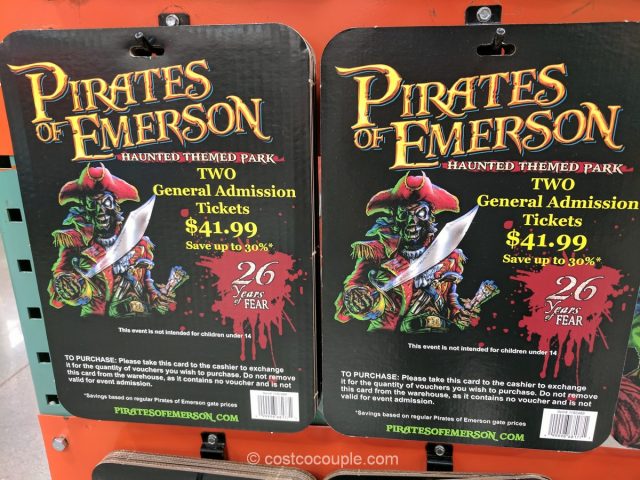 PIRATES
OF EMERSON
HAUNTED THEMED PARK
TWO
General Admission
Tickets
$41.99
Save up to 30%*
26
Years
of FEAR
This event is not intended for children under 14
TO PURCHASE: Please take this card to the cashier to exchange
it for the quantity of vouchers you wish to purchase. Do not remove
this card from the warehouse, as it contains no voucher and is not
valid for event admission.
*Savings based on regular Pirates of Emerson gate prices
PIRATESOFEMERSON.COM
PIRATES
OF EMERSON
HAUNTED THEMED PARK
TWO
General Admission
Tickets
$41.99
Save up to 30%*
26
Years
of FEAR
This event is not intended for children under 14
TO PURCHASE: Please take this card to the cashier to exchange
it for the quantity of vouchers you wish to purchase. Do not remove
this card from the warehouse, as it contains no voucher and is not
valid for event admission.
*Savings based on regular Pirates of Emerson gate prices
PIRATESOFEMERSON.COM
© costcocouple.com